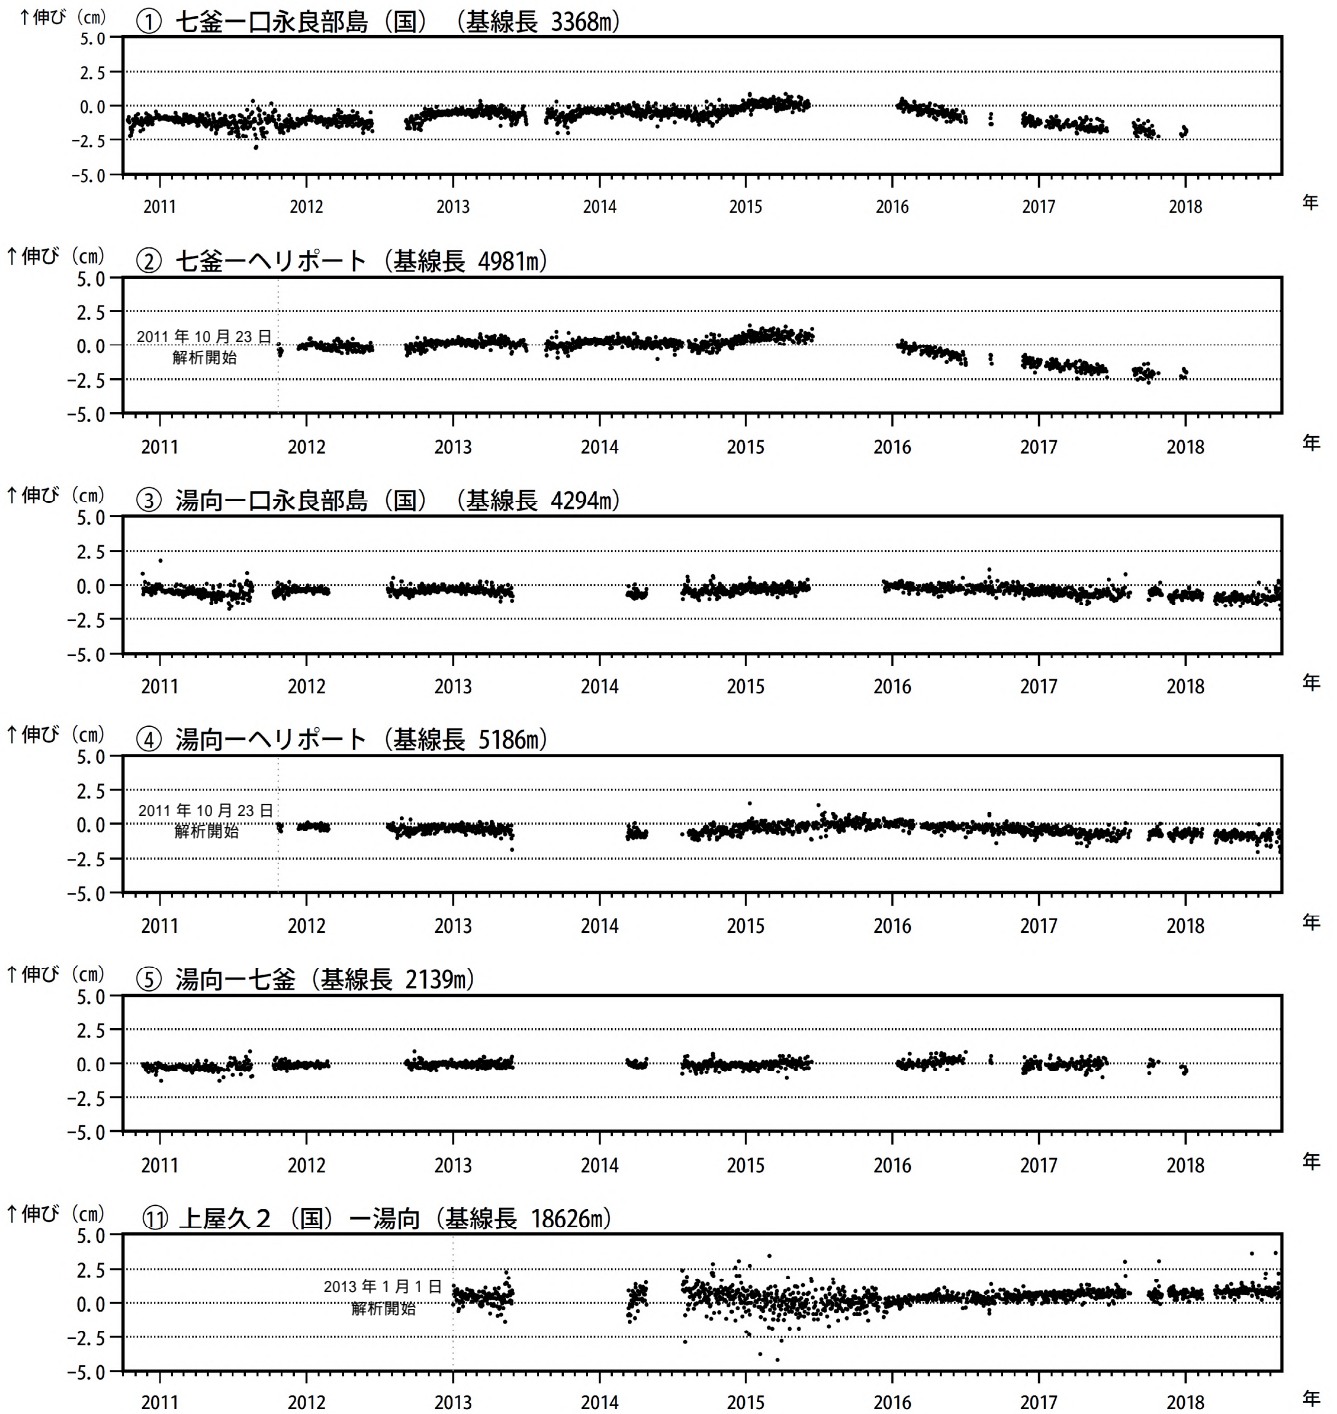 ↑伸び（㎝） ① 七釜ー口永良部島（国）（基線長 3368m）
5.0
2.5
0.0
−2.5
−5.0
2011 2012 2013 2014 2015 2016 2017 2018 年
↑伸び（㎝） ② 七釜ーヘリポート（基線長 4981m）
5.0
2.5
2011 年 10 月 23 日
0.0
解析開始
−2.5
−5.0
2011 2012 2013 2014 2015 2016 2017 2018 年
↑伸び（㎝） ③ 湯向ー口永良部島（国）（基線長 4294m）
5.0
2.5
0.0
−2.5
−5.0
2011 2012 2013 2014 2015 2016 2017 2018 年
↑伸び（㎝） ④ 湯向ーヘリポート（基線長 5186m）
5.0
2.5
2011 年 10 月 23 日
0.0
解析開始
−2.5
−5.0
2011 2012 2013 2014 2015 2016 2017 2018 年
↑伸び（㎝） ⑤ 湯向ー七釜（基線長 2139m）
5.0
2.5
0.0
−2.5
−5.0
2011 2012 2013 2014 2015 2016 2017 2018 年
↑伸び（㎝） ⑪ 上屋久２（国）ー湯向（基線長 18626m）
5.0
2.5
2013 年 1 月 1 日
0.0
解析開始
−2.5
−5.0
2011 2012 2013 2014 2015 2016 2017 2018 年